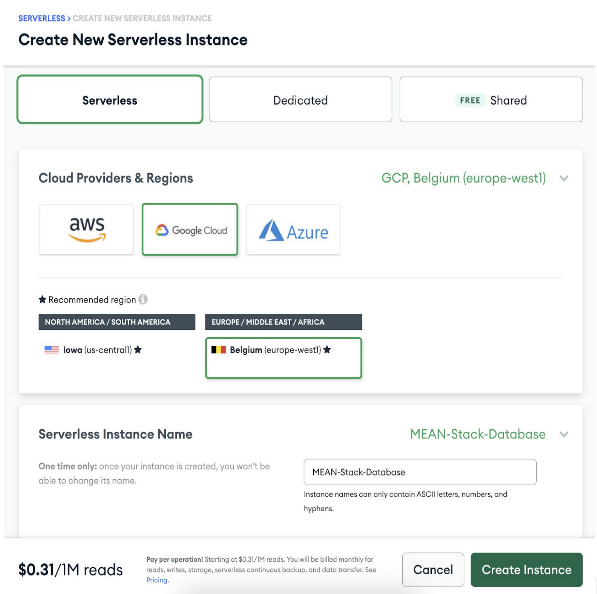 SERVERLESS > CREATE NEW SERVERLESS INSTANCE
Create New Serverless Instance
Serverless
Dedicated
FREE Shared
Cloud Providers & Regions
GCP, Belgium (europe-west1)
aws
Google Cloud
Azure
★ Recommended region i
NORTH AMERICA / SOUTH AMERICA
EUROPE / MIDDLE EAST / AFRICA
Iowa (us-central1) ★
Belgium (europe-west1) ★
Serverless Instance Name
MEAN-Stack-Database
One time only: once your instance is created, you won't be
able to change its name.
MEAN-Stack-Database
Instance names can only contain ASCII letters, numbers, and
hyphens.
$0.31/1M reads
Pay per operation! Starting at $0.31/1M reads. You will be billed monthly for
reads, writes, storage, serverless continuous backup, and data transfer. See
Pricing.
Cancel
Create Instance